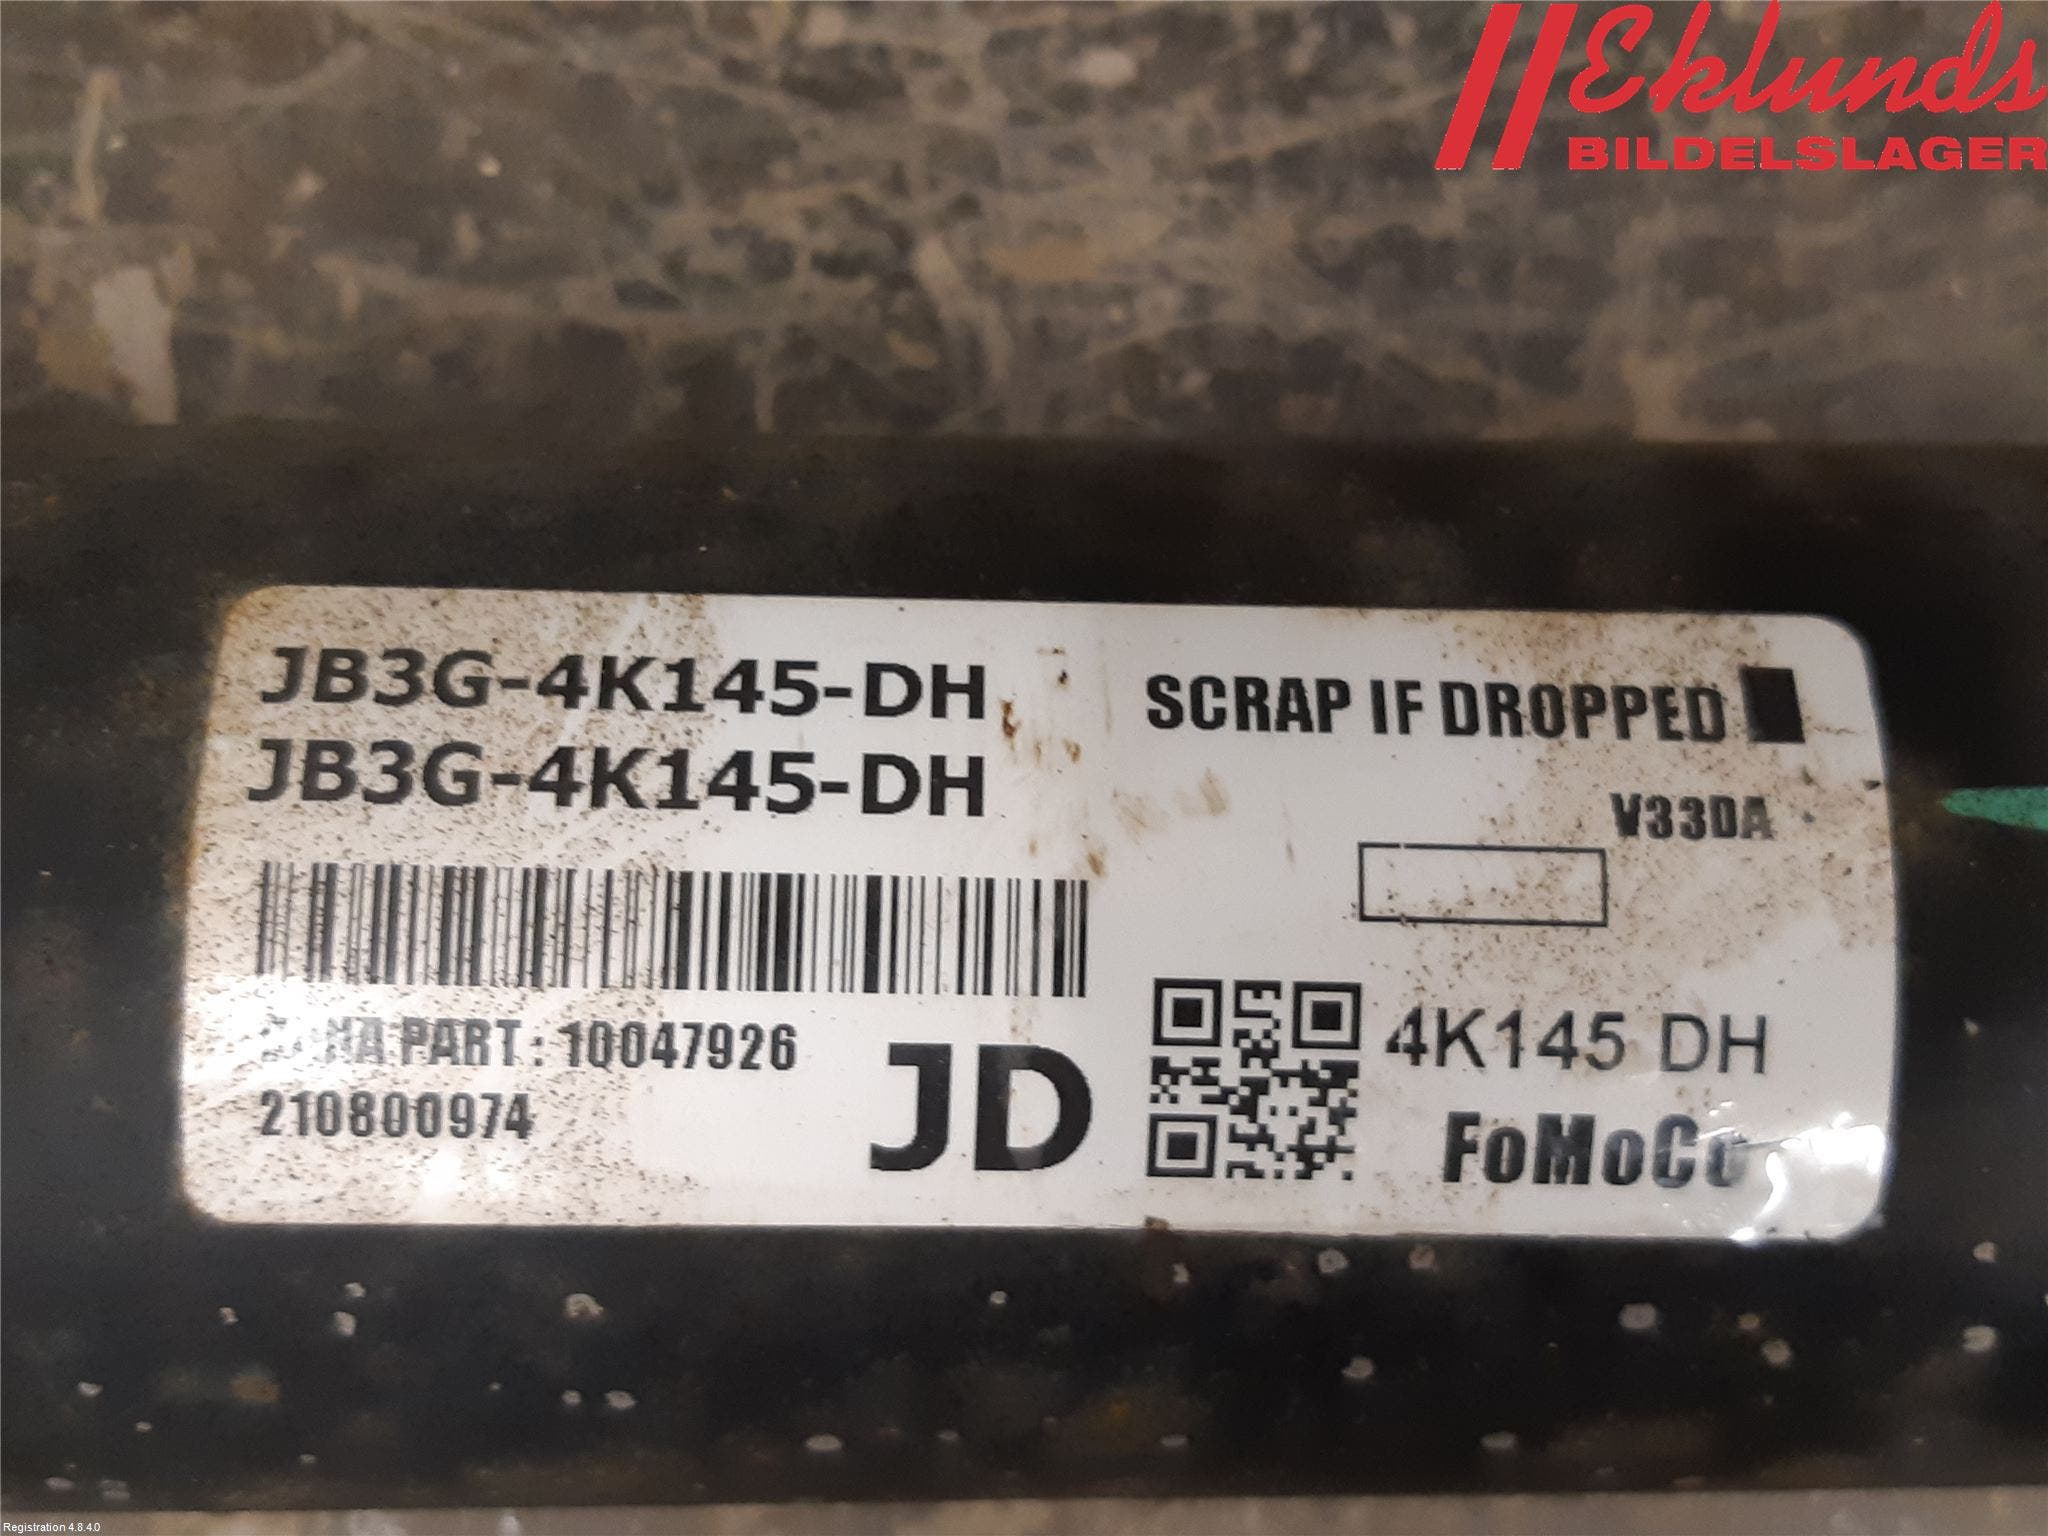 Eklunds
BILDELSLAGER
JB3G-4K145-DH
JB3G-4K145-DH
PART: 10047926
210800974
JD
SCRAP IF DROPPED
V330A
4K145 DH
FoMoCo
Registration 4.8.4.0